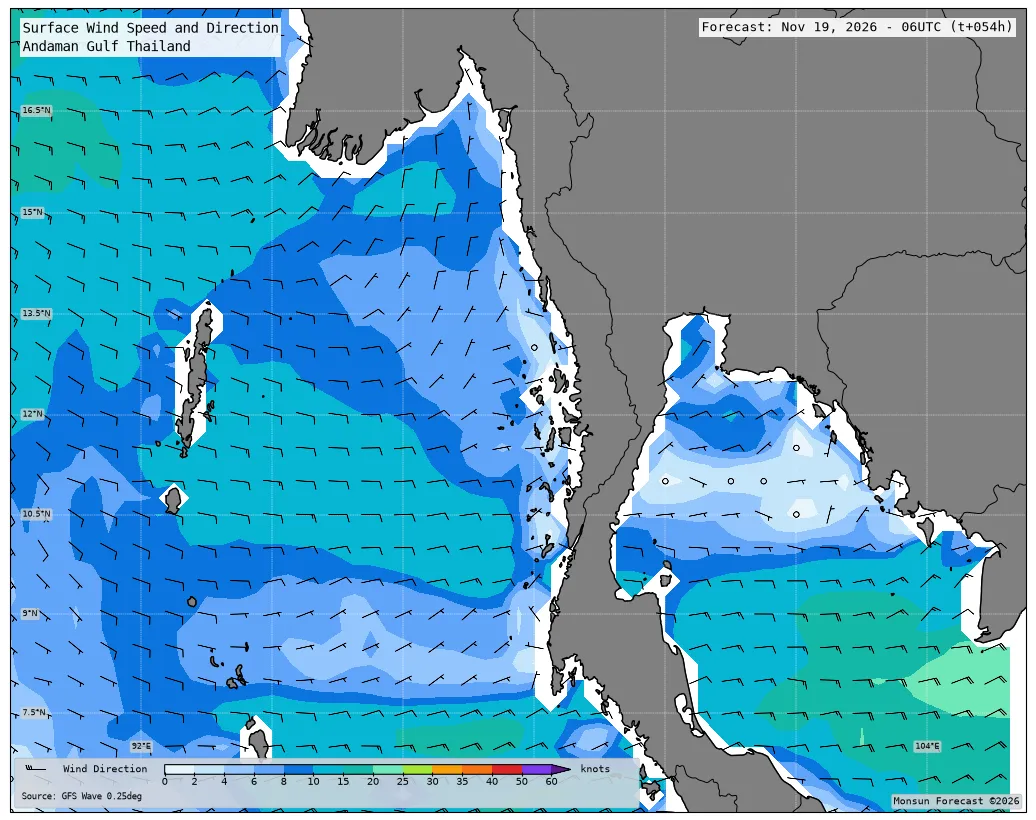 Surface Wind Speed and Direction
Andaman Gulf Thailand
Forecast: Nov 19, 2026 - 06UTC (t+054h)
16.5°N
15°N
13.5°N
12°N
10.5°N
9°N
7.5°N
92°E
104°E
Wind Direction
0 2 4 6 8 10 15 20 25 30 35 40 50 60
knots
Source: GFS Wave 0.25deg
Monsun Forecast ©2026